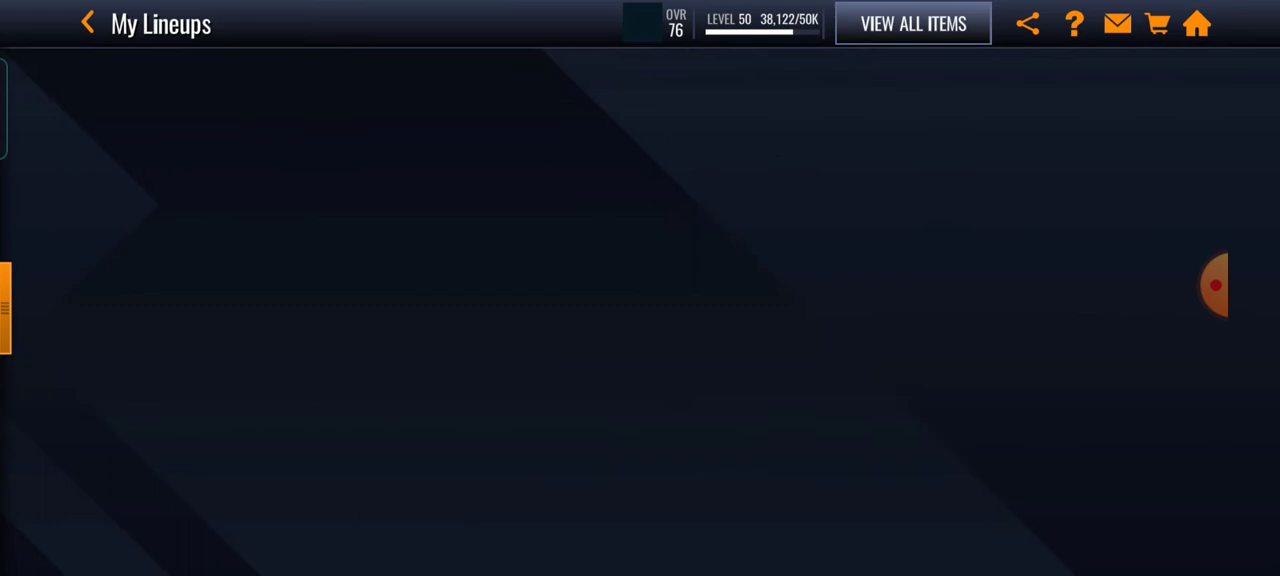 My Lineups
OVR
76
LEVEL 50 38,122/50K
VIEW ALL ITEMS